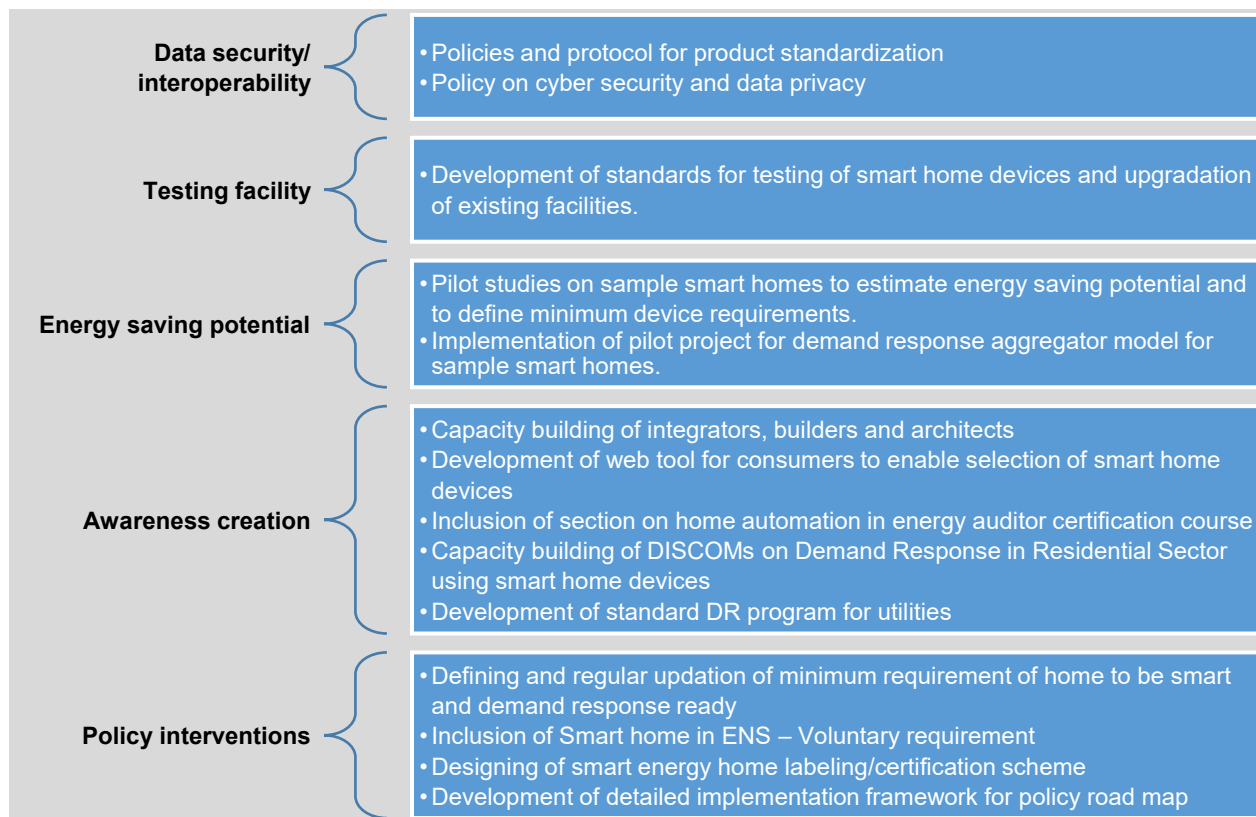 Data security/
interoperability
• Policies and protocol for product standardization
• Policy on cyber security and data privacy
Testing facility
• Development of standards for testing of smart home devices and upgradation
of existing facilities.
Energy saving potential
• Pilot studies on sample smart homes to estimate energy saving potential and
to define minimum device requirements.
• Implementation of pilot project for demand response aggregator model for
sample smart homes.
Awareness creation
• Capacity building of integrators, builders and architects
• Development of web tool for consumers to enable selection of smart home
devices
• Inclusion of section on home automation in energy auditor certification course
• Capacity building of DISCOMs on Demand Response in Residential Sector
using smart home devices
• Development of standard DR program for utilities
Policy interventions
• Defining and regular updation of minimum requirement of home to be smart
and demand response ready
• Inclusion of Smart home in ENS – Voluntary requirement
• Designing of smart energy home labeling/certification scheme
• Development of detailed implementation framework for policy road map